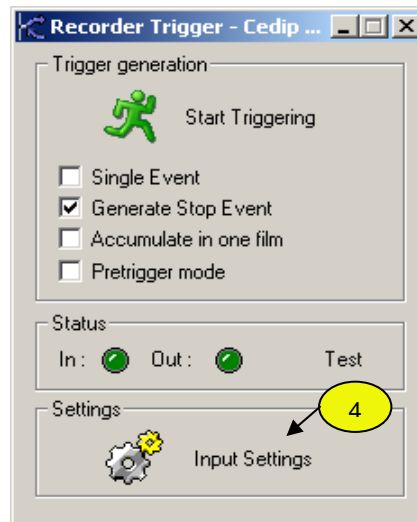 Recorder Trigger - Cedip ...
Trigger generation
Start Triggering
Single Event
Generate Stop Event
Accumulate in one film
Pretrigger mode
Status
In : Out : Test
Settings
4
Input Settings